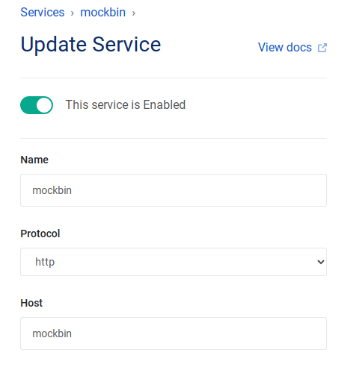 Services › mockbin ›
Update Service
View docs
This service is Enabled
Name
mockbin
Protocol
http
Host
mockbin